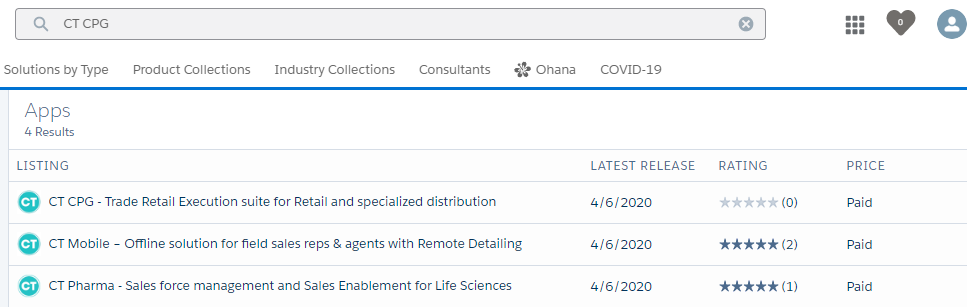 CT CPG
0
Solutions by Type Product Collections Industry Collections Consultants Ohana COVID-19
Apps
4 Results
LISTING LATEST RELEASE RATING PRICE
CT CT CPG - Trade Retail Execution suite for Retail and specialized distribution 4/6/2020 (0) Paid
CT CT Mobile – Offline solution for field sales reps & agents with Remote Detailing 4/6/2020 (2) Paid
CT CT Pharma - Sales force management and Sales Enablement for Life Sciences 4/6/2020 (1) Paid